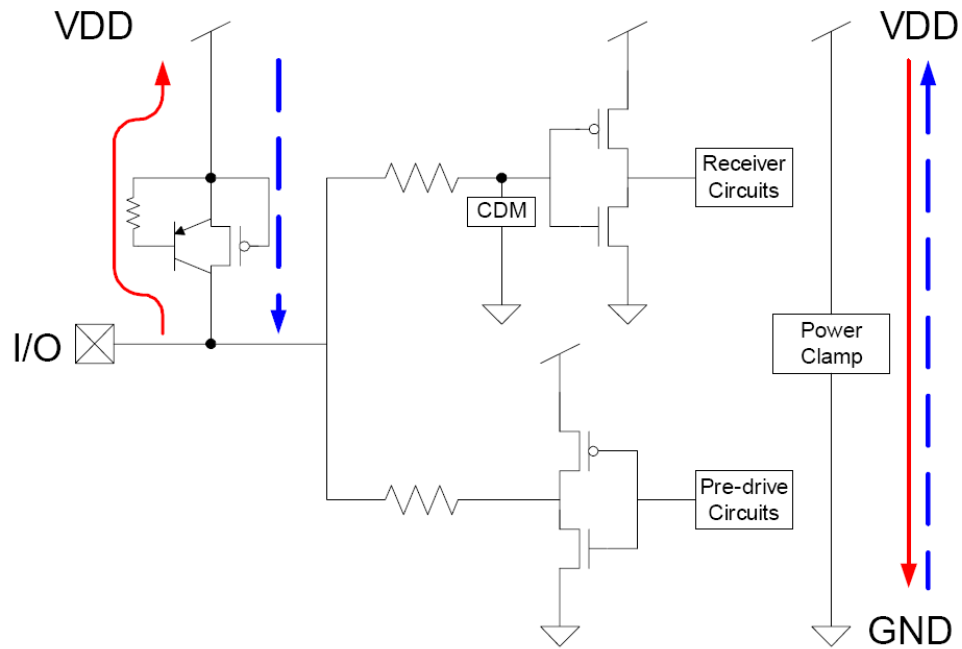 VDD
VDD
Receiver
Circuits
CDM
I/O
Power
Clamp
Pre-drive
Circuits
GND